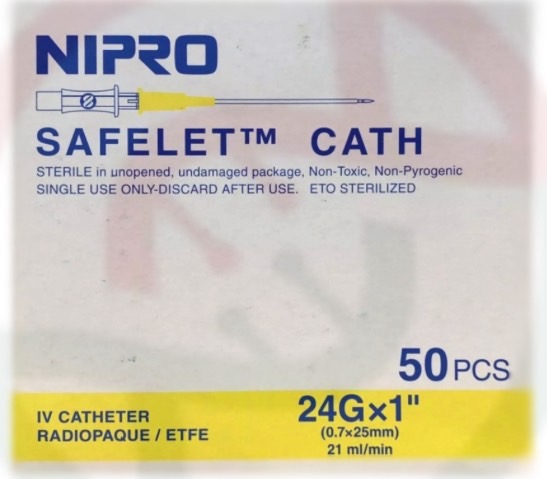 NIPRO
SAFELET™ CATH
STERILE in unopened, undamaged package, Non-Toxic, Non-Pyrogenic
SINGLE USE ONLY-DISCARD AFTER USE. ETO STERILIZED
50 PCS
IV CATHETER
RADIOPAQUE / ETFE
24G×1"
(0.7×25mm)
21 ml/min